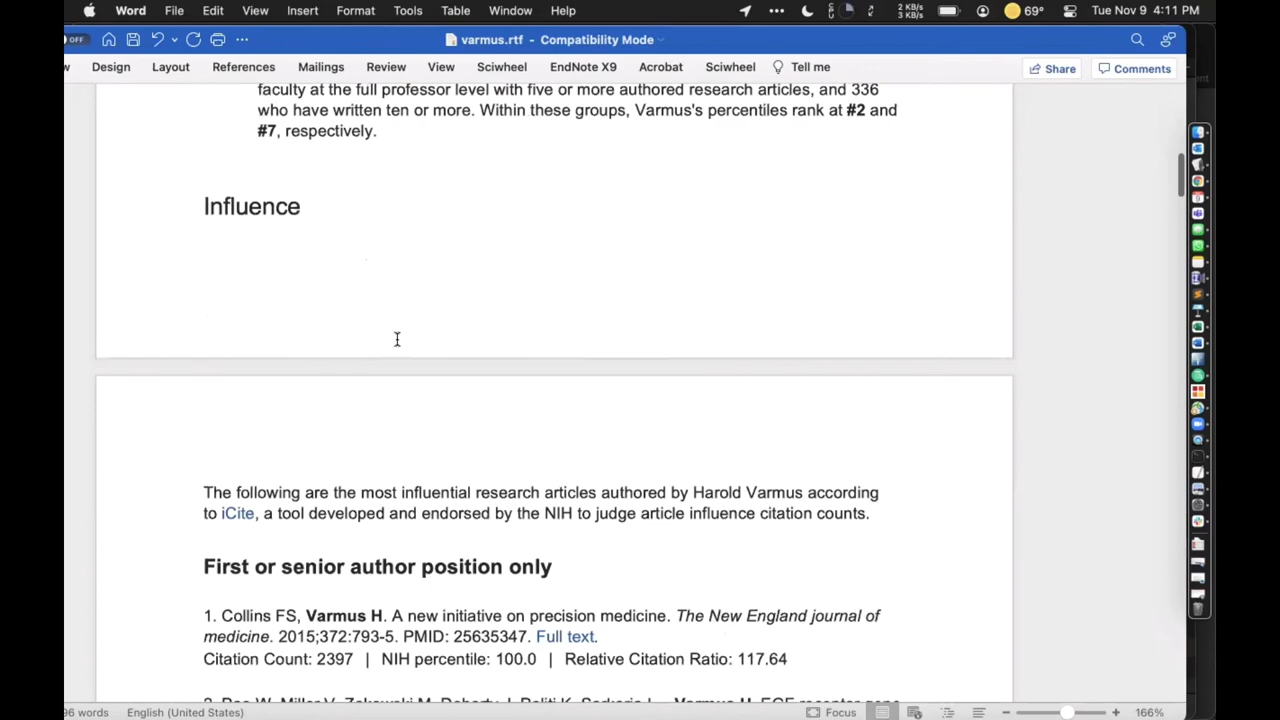 Word File Edit View Insert Format Tools Table Window Help
2 KB/s
3 KB/s
69°
Tue Nov 9 4:11 PM
OFF
varmus.rtf - Compatibility Mode
Design Layout References Mailings Review View Sciwheel EndNote X9 Acrobat Sciwheel Tell me Share Comments
faculty at the full professor level with five or more authored research articles, and 336
who have written ten or more. Within these groups, Varmus's percentiles rank at #2 and
#7, respectively.
Influence
The following are the most influential research articles authored by Harold Varmus according
to iCite, a tool developed and endorsed by the NIH to judge article influence citation counts.
First or senior author position only
1. Collins FS, Varmus H. A new initiative on precision medicine. The New England journal of
medicine. 2015;372:793-5. PMID: 25635347. Full text.
Citation Count: 2397 | NIH percentile: 100.0 | Relative Citation Ratio: 117.64
96 words English (United States) Focus 166%